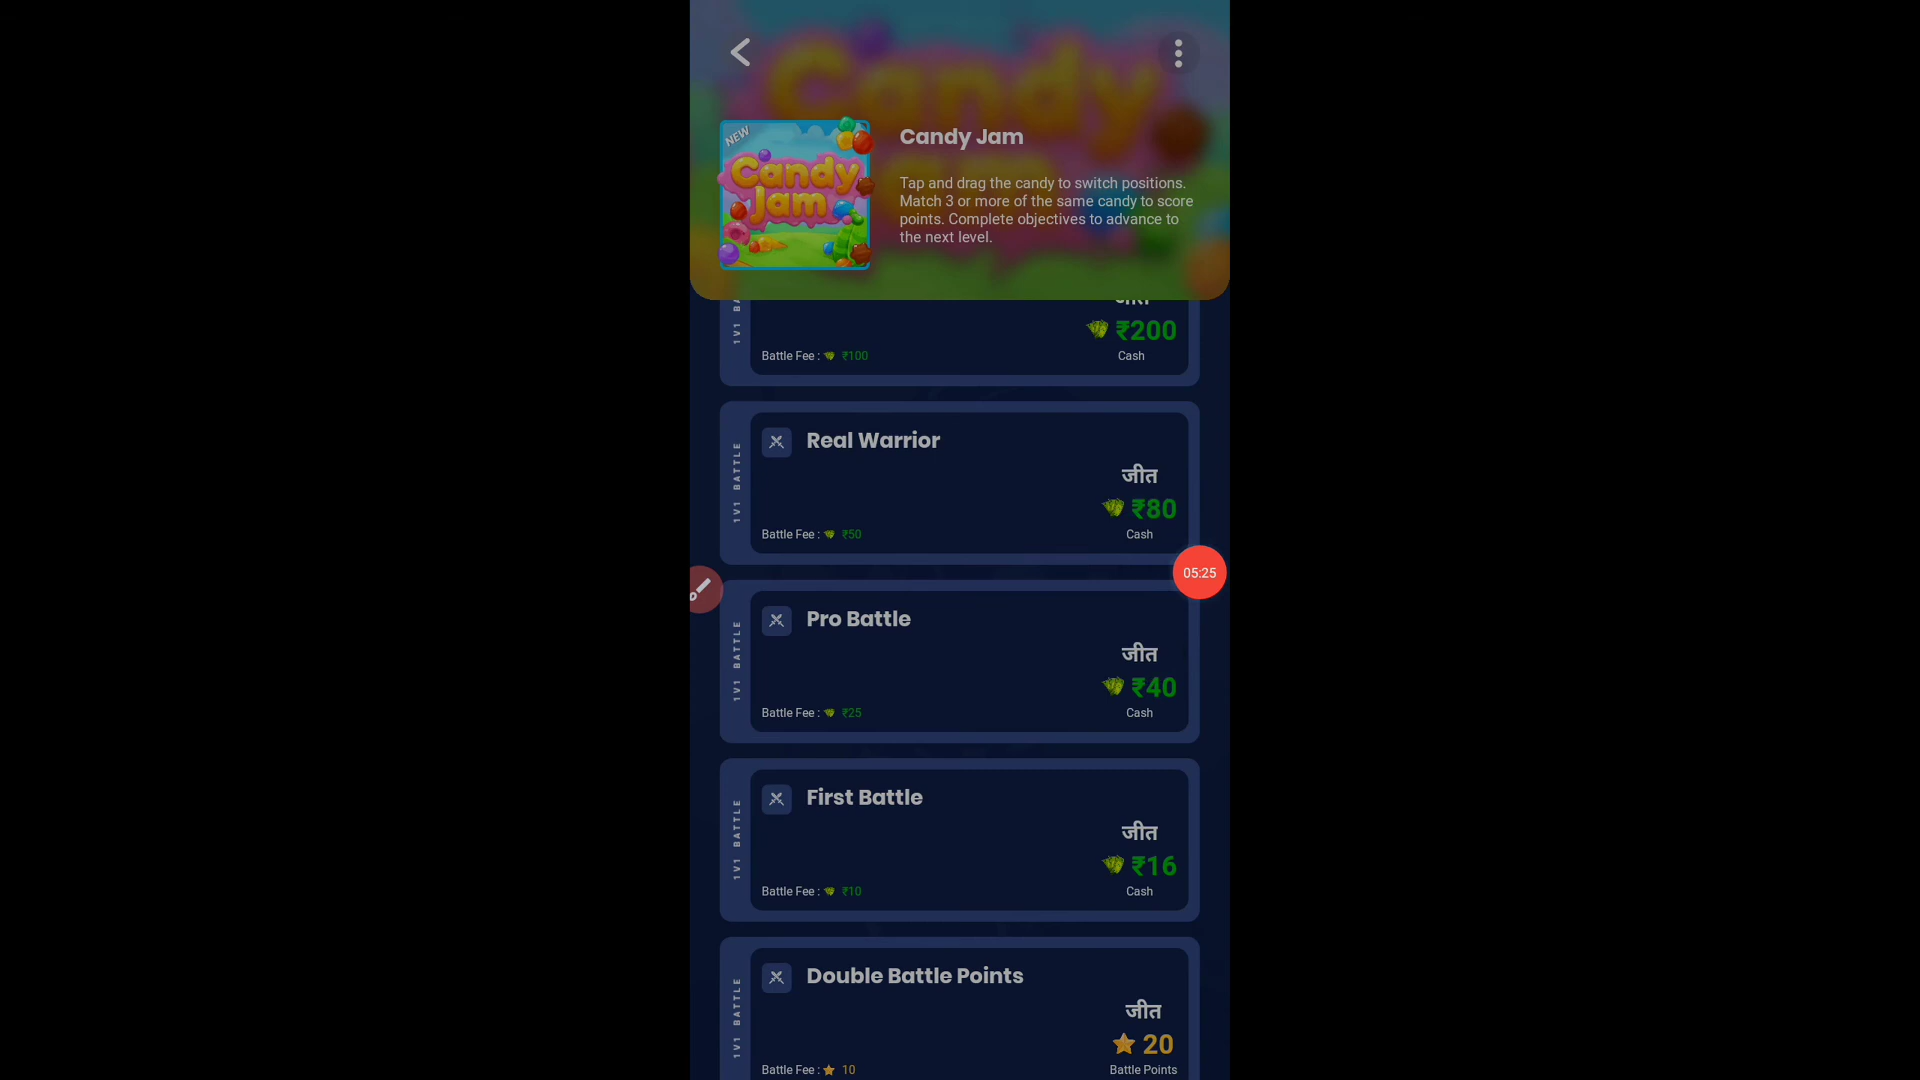 Candy
NEW
Candy
Jam
Candy Jam
Tap and drag the candy to switch positions.
Match 3 or more of the same candy to score
points. Complete objectives to advance to
the next level.
जीत
₹200
Cash
Battle Fee : ₹100
1V1 BATTLE
Real Warrior
जीत
₹80
Cash
Battle Fee : ₹50
1V1 BATTLE
05:25
Pro Battle
जीत
₹40
Cash
Battle Fee : ₹25
1V1 BATTLE
First Battle
जीत
₹16
Cash
Battle Fee : ₹10
1V1 BATTLE
Double Battle Points
जीत
20
Battle Points
Battle Fee : 10
1V1 BATTLE